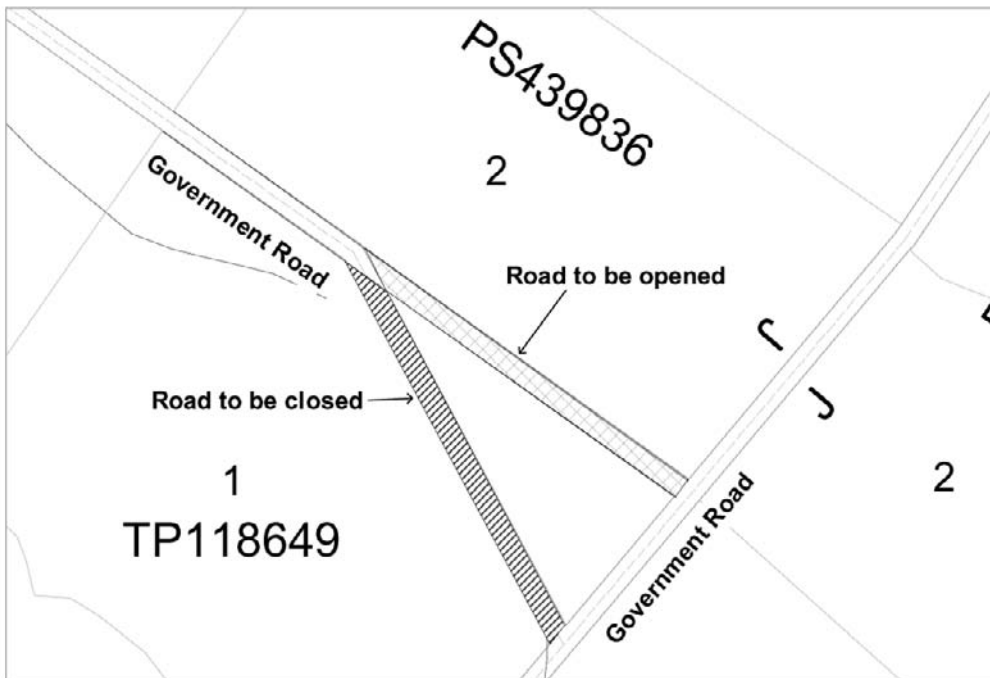 PS439836
2
Government Road
Road to be opened
J
Road to be closed
J
1
2
TP118649
Government Road